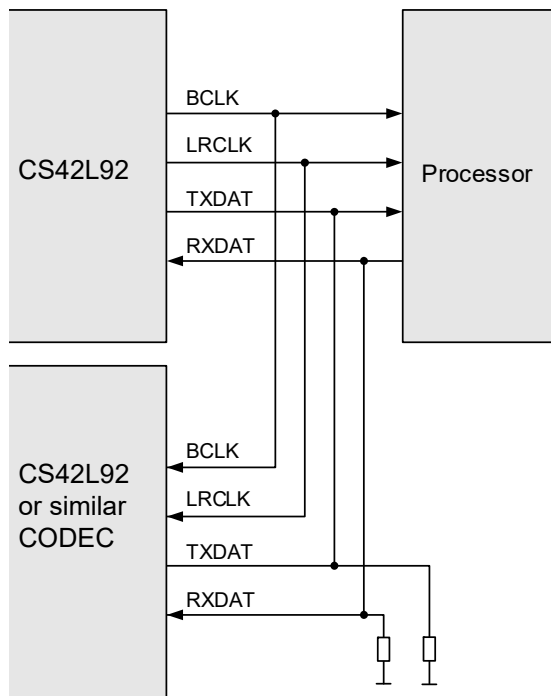 BCLK
LRCLK
CS42L92
Processor
TXDAT
RXDAT
BCLK
CS42L92
or similar
CODEC
LRCLK
TXDAT
RXDAT